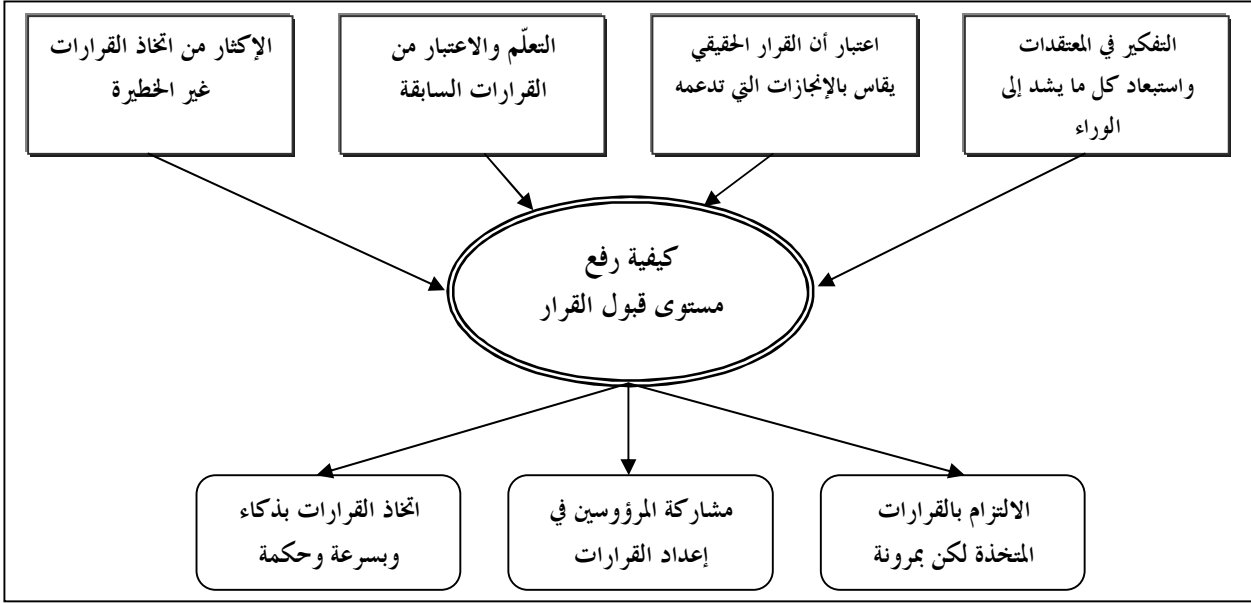 التفكير في المعتقدات
واستبعاد كل ما يشد إلى
الوراء
اعتبار أن القرار الحقيقي
يقاس بالإنجازات التي تدعمه
التعلّم والاعتبار من
القرارات السابقة
الإكثار من اتخاذ القرارات
غير الخطيرة
كيفية رفع
مستوى قبول القرار
الالتزام بالقرارات
المتخذة لكن بمرونة
مشاركة المرؤوسين في
إعداد القرارات
اتخاذ القرارات بذكاء
وبسرعة وحكمة